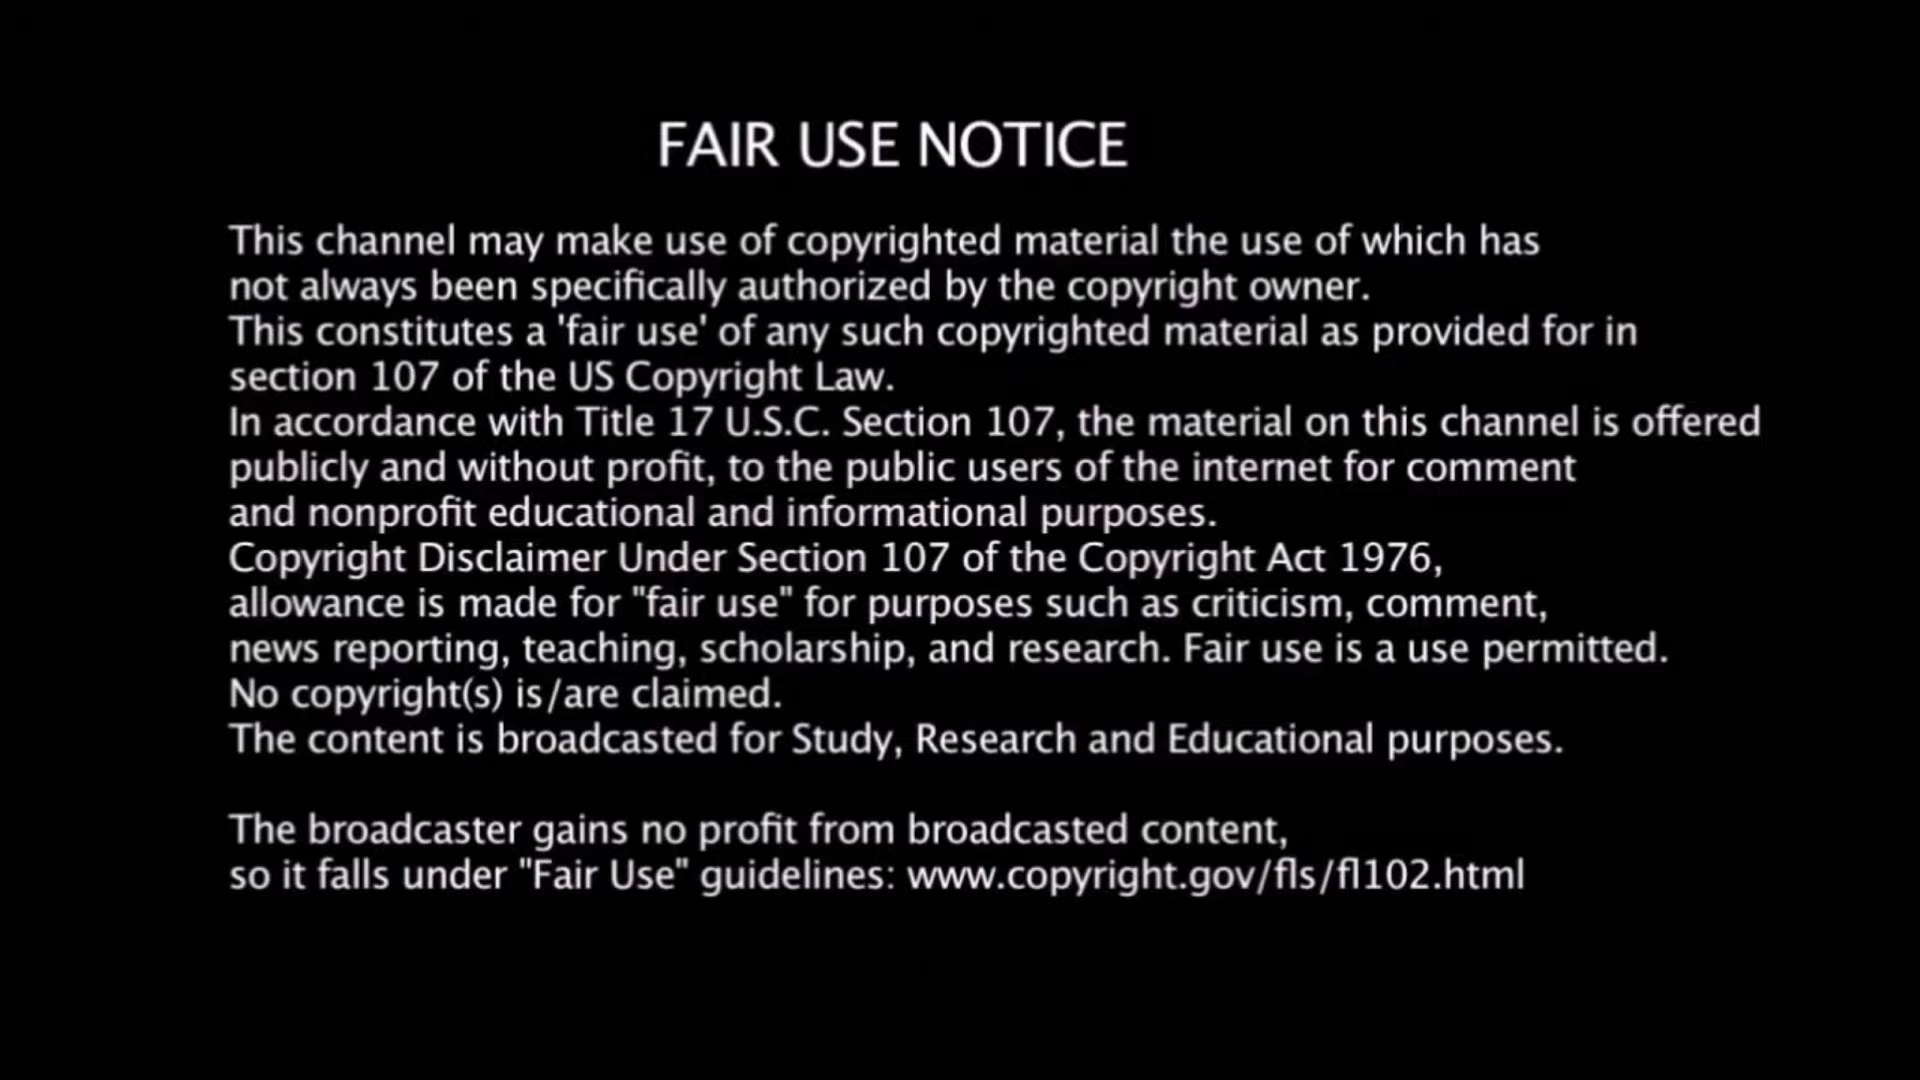 FAIR USE NOTICE
This channel may make use of copyrighted material the use of which has
not always been specifically authorized by the copyright owner.
This constitutes a 'fair use' of any such copyrighted material as provided for in
section 107 of the US Copyright Law.
In accordance with Title 17 U.S.C. Section 107, the material on this channel is offered
publicly and without profit, to the public users of the internet for comment
and nonprofit educational and informational purposes.
Copyright Disclaimer Under Section 107 of the Copyright Act 1976,
allowance is made for "fair use" for purposes such as criticism, comment,
news reporting, teaching, scholarship, and research. Fair use is a use permitted.
No copyright(s) is/are claimed.
The content is broadcasted for Study, Research and Educational purposes.
The broadcaster gains no profit from broadcasted content,
so it falls under "Fair Use" guidelines: www.copyright.gov/fls/fl102.html